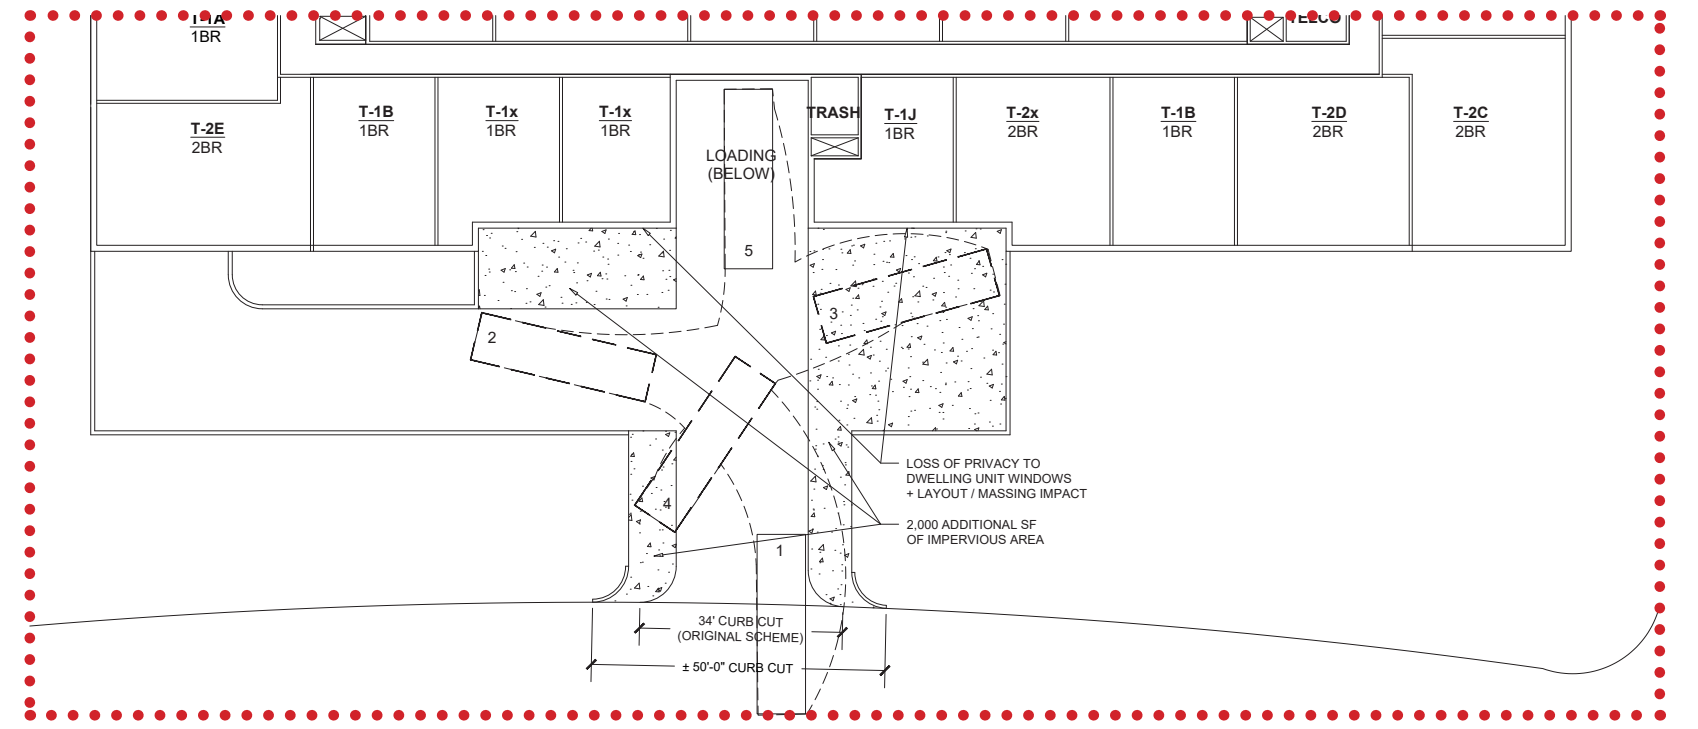 T-1A
1BR
TELCO
T-2E
2BR
T-1B
1BR
T-1x
1BR
T-1x
1BR
LOADING
(BELOW)
TRASH
T-1J
1BR
T-2x
2BR
T-1B
1BR
T-2D
2BR
T-2C
2BR
5
3
2
4
1
LOSS OF PRIVACY TO
DWELLING UNIT WINDOWS
+ LAYOUT / MASSING IMPACT
2,000 ADDITIONAL SF
OF IMPERVIOUS AREA
34' CURB CUT
(ORIGINAL SCHEME)
± 50'-0" CURB CUT